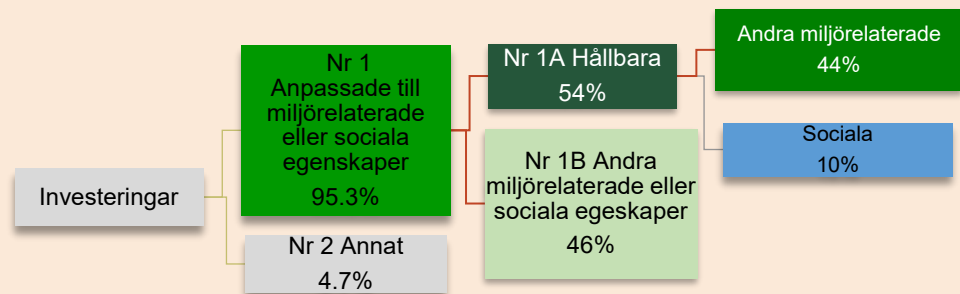 Investeringar
Nr 1
Anpassade till
miljörelaterade
eller sociala
egenskaper
95.3%
Nr 2 Annat
4.7%
Nr 1A Hållbara
54%
Nr 1B Andra
miljörelaterade eller
sociala egeskaper
46%
Andra miljörelaterade
44%
Sociala
10%